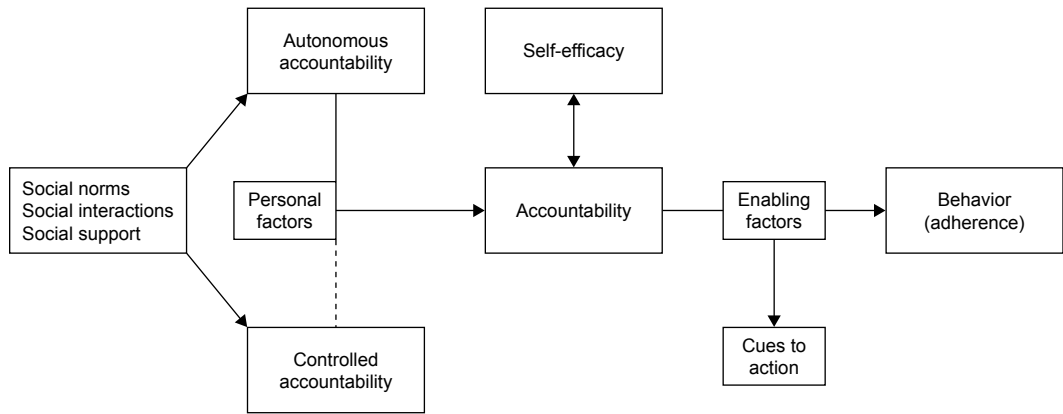 Autonomous
accountability
Self-efficacy
Social norms
Social interactions
Social support
Personal
factors
Accountability
Enabling
factors
Behavior
(adherence)
Controlled
accountability
Cues to
action